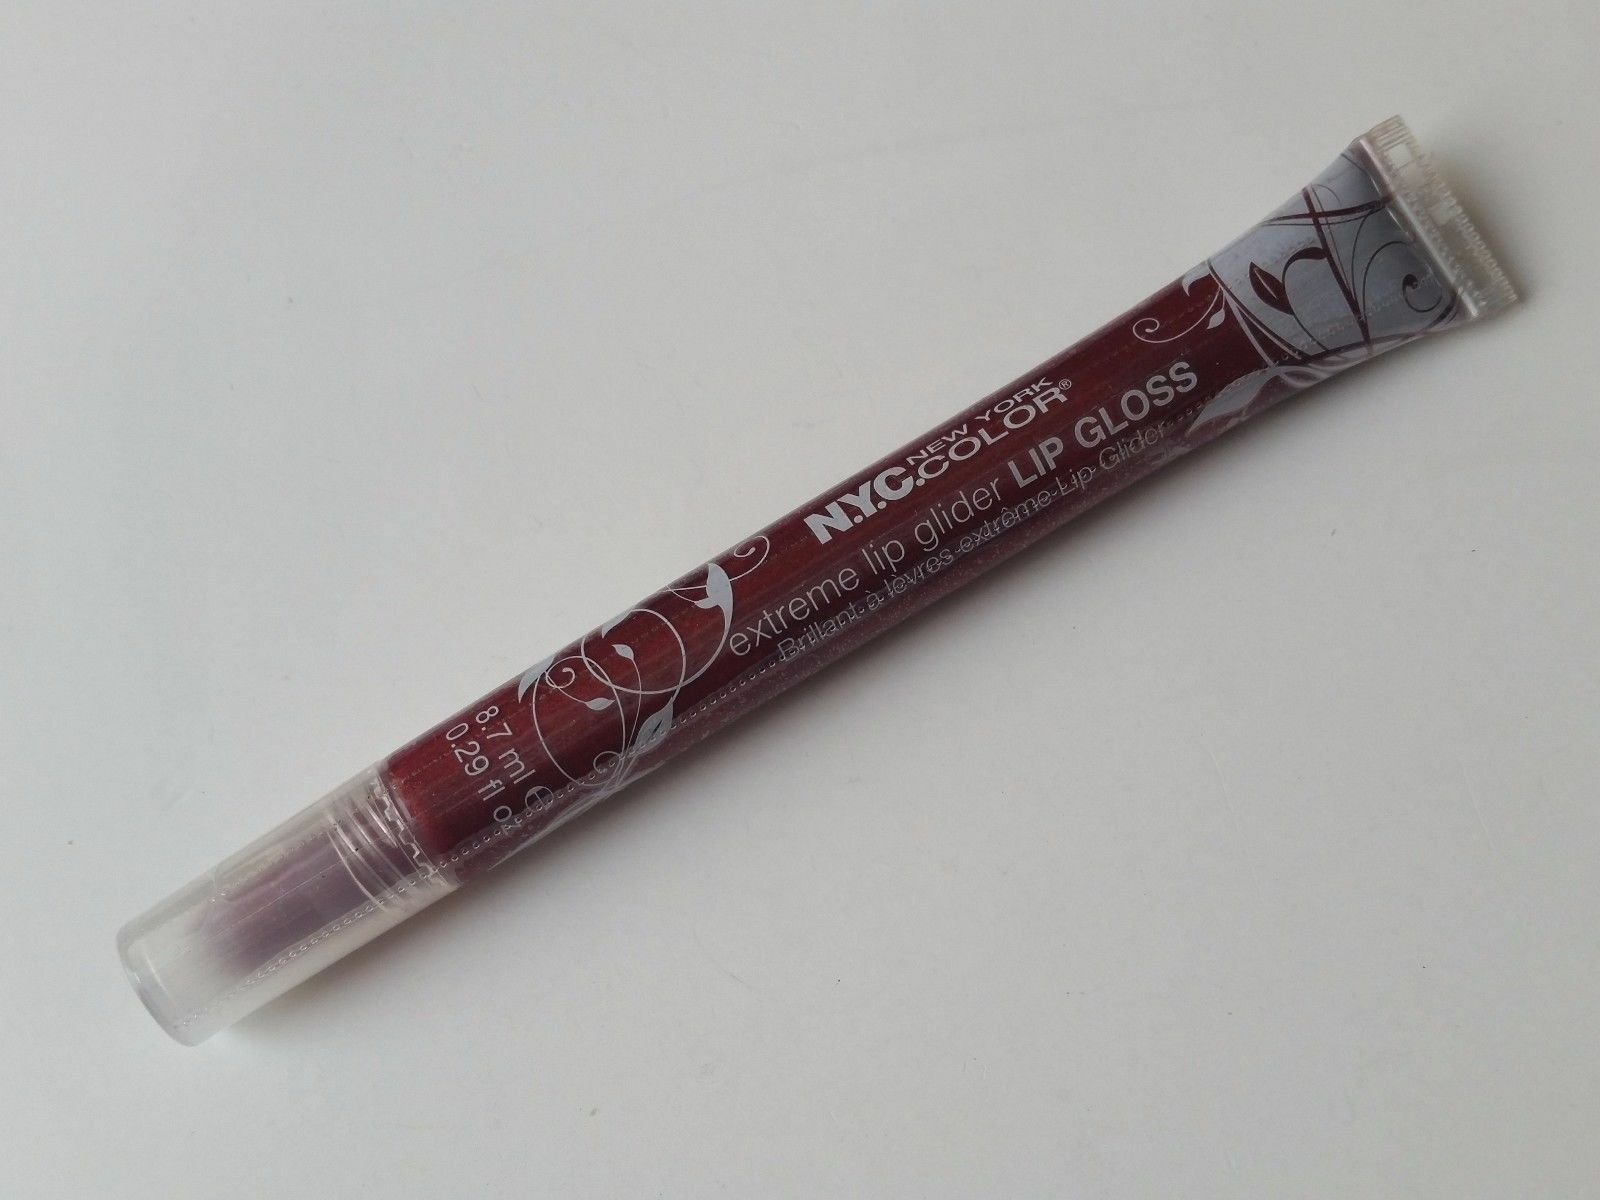 N.Y.C. NEW YORK COLOR®
extreme lip glider LIP GLOSS
Brillant à lèvres extrême Lip Glider
8.7 ml ℮
0.29 fl oz